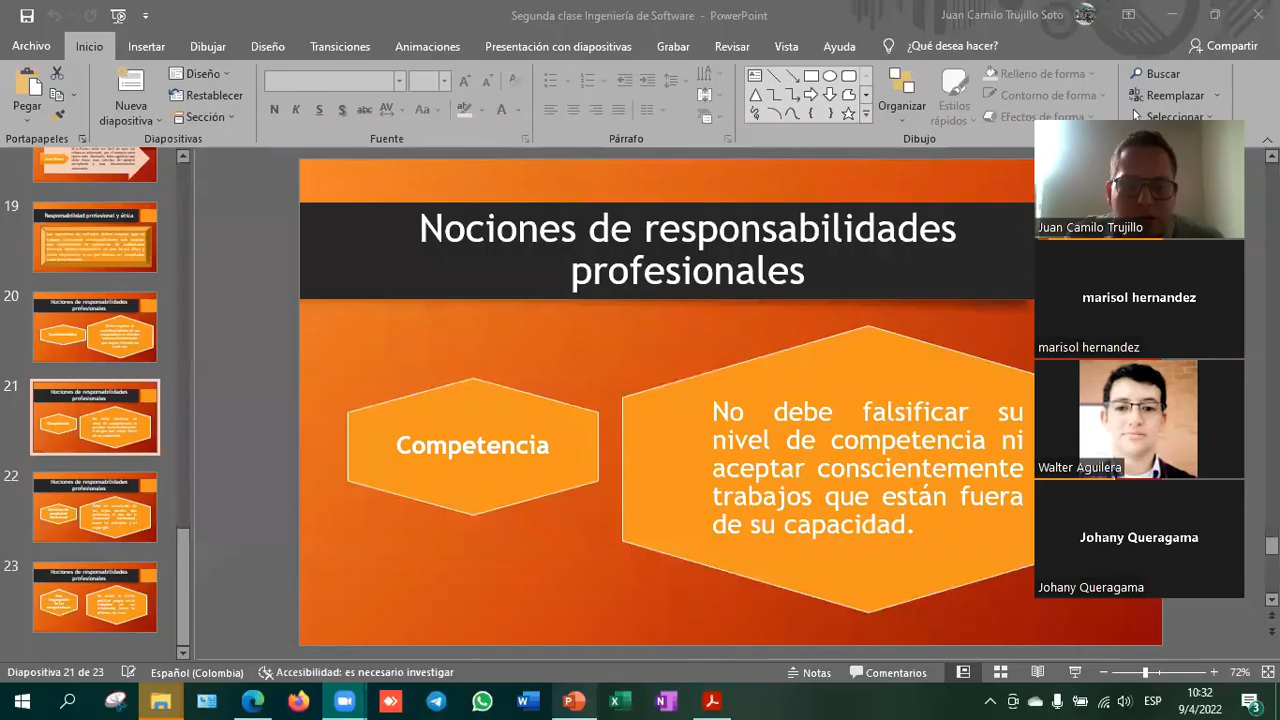 Segunda clase Ingeniería de Software - PowerPoint
Juan Camilo Trujillo Soto
Archivo
Inicio
Insertar
Dibujar
Diseño
Transiciones
Animaciones
Presentación con diapositivas
Grabar
Revisar
Vista
Ayuda
¿Qué desea hacer?
Compartir
Pegar
Nueva
diapositiva
Diseño
Restablecer
Sección
N K S S abc AV Aa A
Organizar
Estilos
rápidos
Relleno de forma
Contorno de forma
Efectos de forma
Buscar
Reemplazar
Seleccionar
Portapapeles
Diapositivas
Fuente
Párrafo
Dibujo
19
Responsabilidad profesional y ética
20
Nociones de responsabilidades
profesionales
21
Nociones de responsabilidades
profesionales
Competencia
22
Nociones de responsabilidades
profesionales
23
Nociones de responsabilidades
profesionales
Nociones de responsabilidades
profesionales
Competencia
No debe falsificar su
nivel de competencia ni
aceptar conscientemente
trabajos que están fuera
de su capacidad.
Juan Camilo Trujillo
marisol hernandez
marisol hernandez
Walter Aguilera
Johany Queragama
Johany Queragama
Diapositiva 21 de 23
Español (Colombia)
Accesibilidad: es necesario investigar
Notas
Comentarios
72%
ESP
10:32
9/4/2022
3